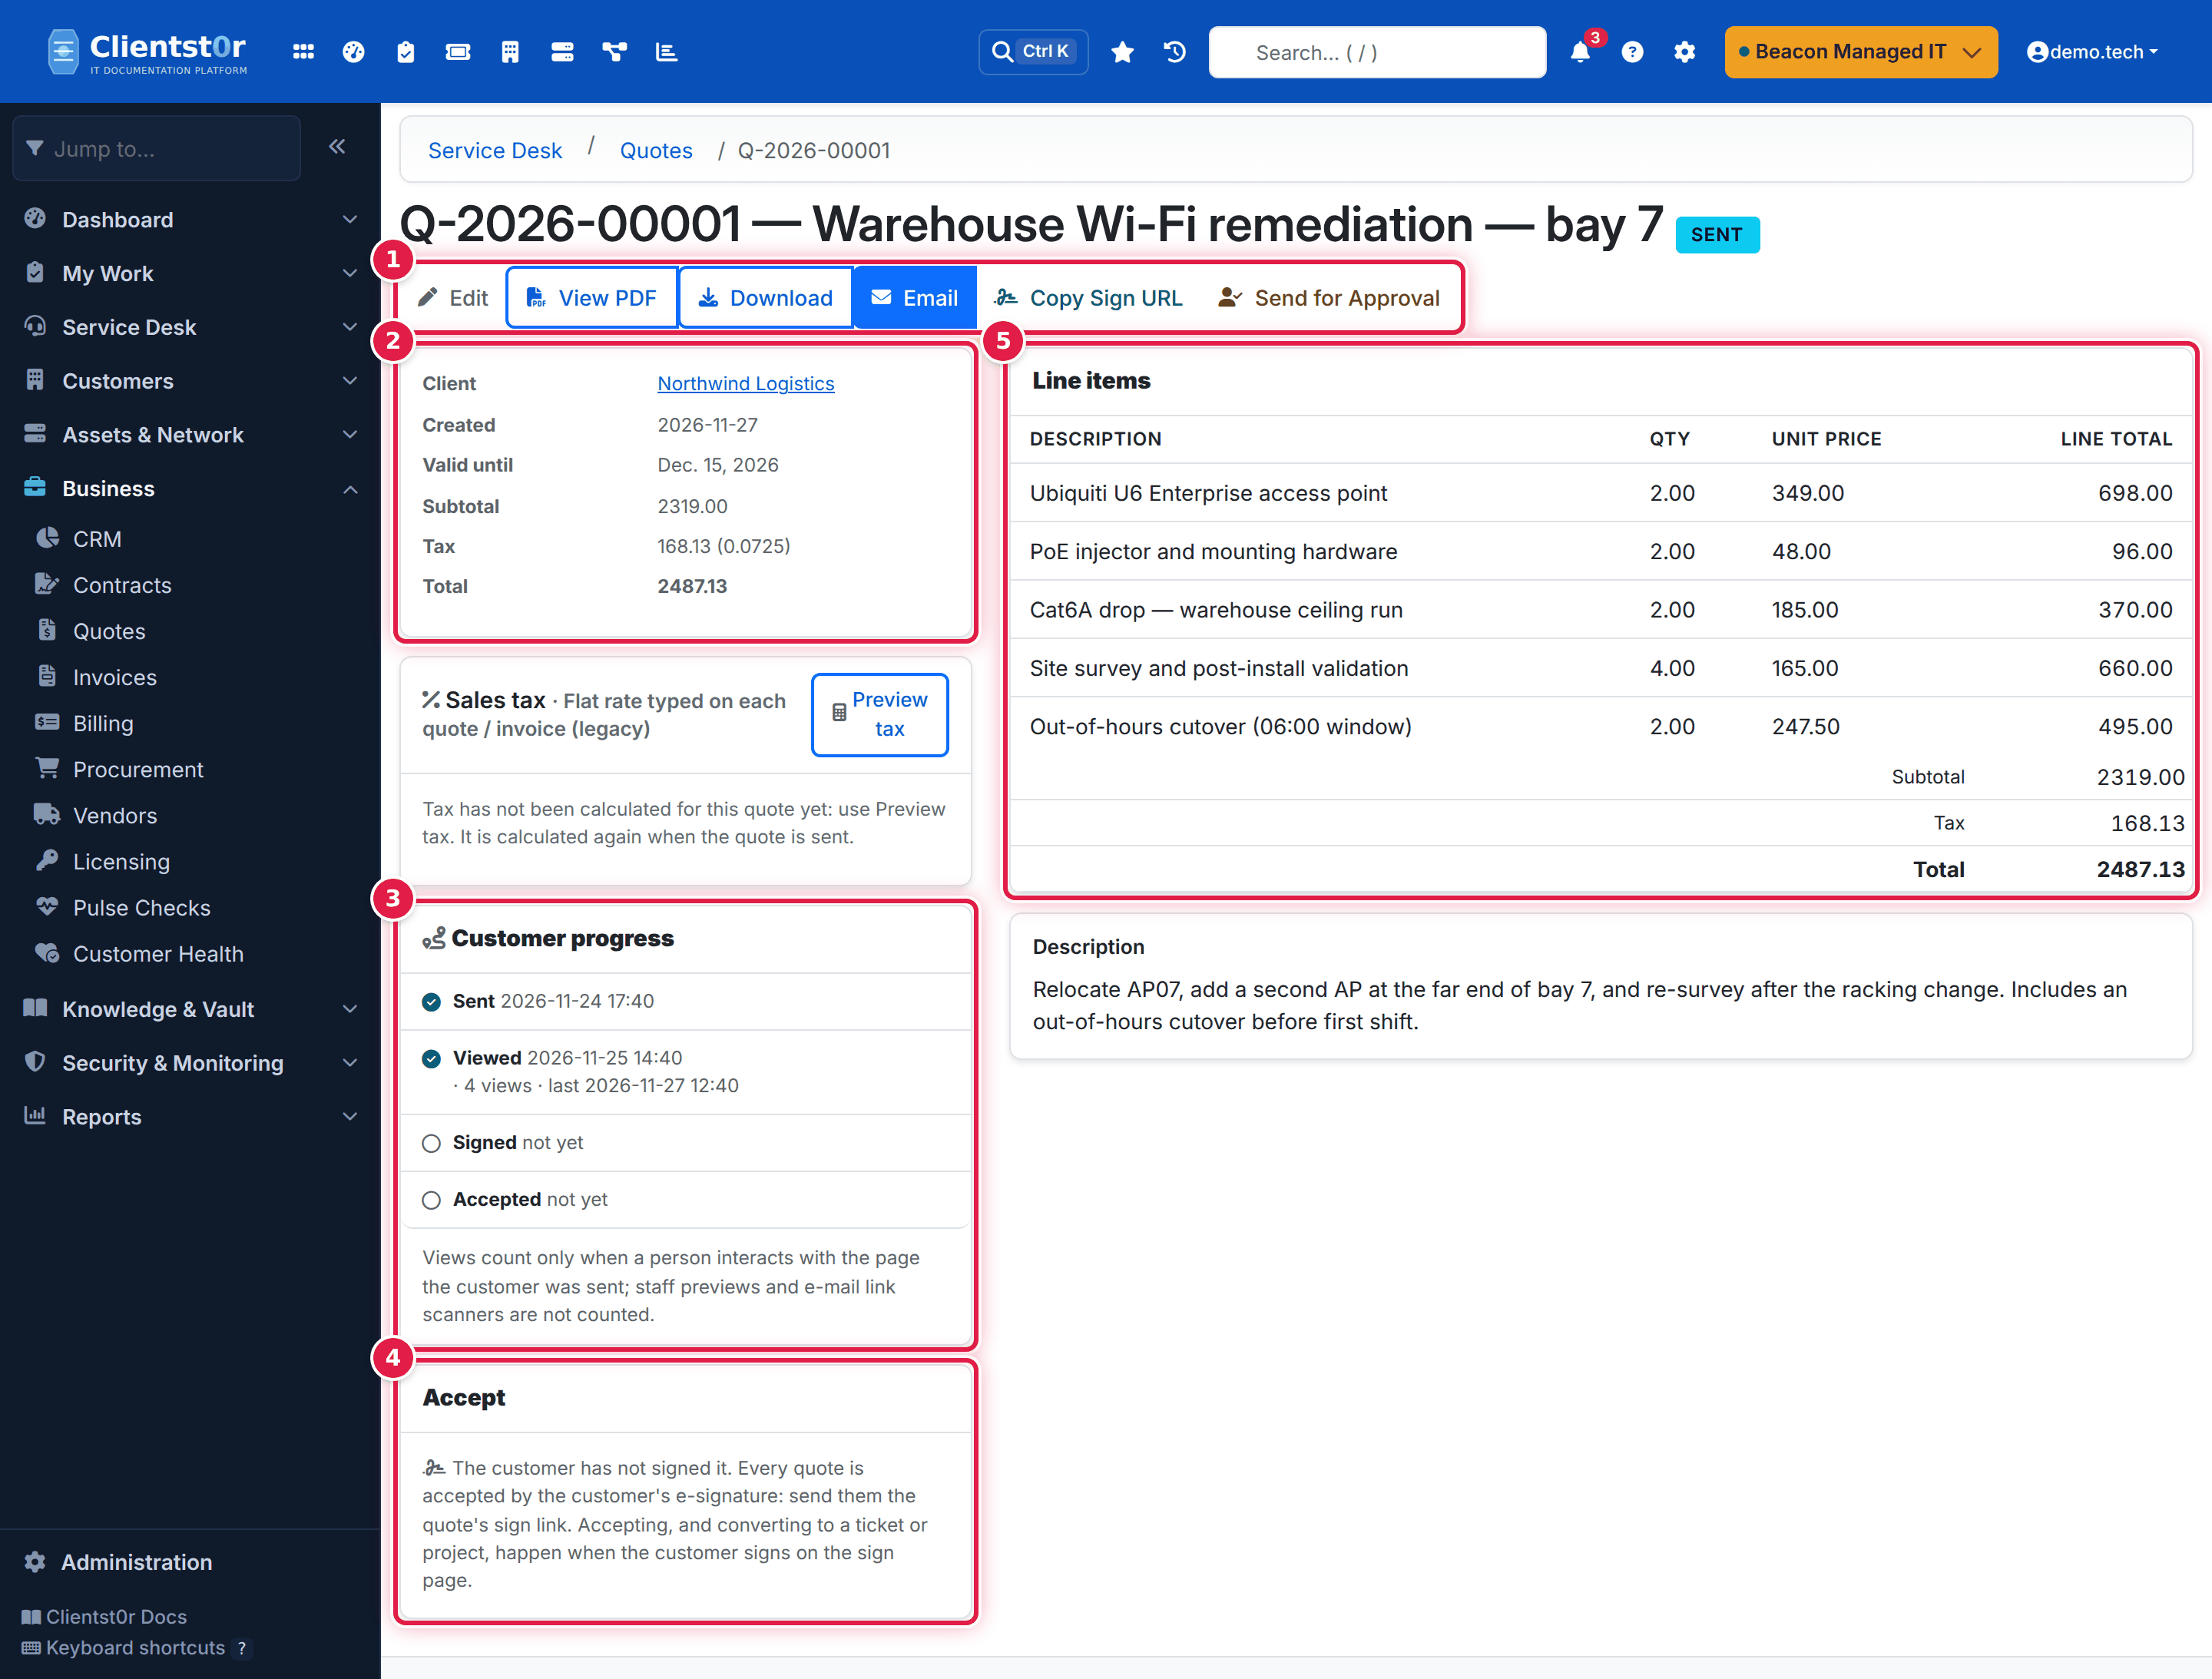 Clientst0r
IT DOCUMENTATION PLATFORM
Ctrl K
Search... ( / )
3
?
Beacon Managed IT
demo.tech
Jump to...
Dashboard
My Work
Service Desk
Customers
Assets & Network
Business
CRM
Contracts
Quotes
Invoices
Billing
Procurement
Vendors
Licensing
Pulse Checks
Customer Health
Knowledge & Vault
Security & Monitoring
Reports
Administration
Clientst0r Docs
Keyboard shortcuts ?
Service Desk / Quotes / Q-2026-00001
Q-2026-00001 — Warehouse Wi-Fi remediation — bay 7 SENT
1
Edit
View PDF
Download
Email
Copy Sign URL
Send for Approval
2
Client Northwind Logistics
Created 2026-11-27
Valid until Dec. 15, 2026
Subtotal 2319.00
Tax 168.13 (0.0725)
Total 2487.13
Sales tax · Flat rate typed on each
quote / invoice (legacy)
Preview
tax
Tax has not been calculated for this quote yet: use Preview
tax. It is calculated again when the quote is sent.
3
Customer progress
Sent 2026-11-24 17:40
Viewed 2026-11-25 14:40
· 4 views · last 2026-11-27 12:40
Signed not yet
Accepted not yet
Views count only when a person interacts with the page
the customer was sent; staff previews and e-mail link
scanners are not counted.
4
Accept
The customer has not signed it. Every quote is
accepted by the customer's e-signature: send them the
quote's sign link. Accepting, and converting to a ticket or
project, happen when the customer signs on the sign
page.
5
Line items
DESCRIPTION QTY UNIT PRICE LINE TOTAL
Ubiquiti U6 Enterprise access point 2.00 349.00 698.00
PoE injector and mounting hardware 2.00 48.00 96.00
Cat6A drop — warehouse ceiling run 2.00 185.00 370.00
Site survey and post-install validation 4.00 165.00 660.00
Out-of-hours cutover (06:00 window) 2.00 247.50 495.00
Subtotal 2319.00
Tax 168.13
Total 2487.13
Description
Relocate AP07, add a second AP at the far end of bay 7, and re-survey after the racking change. Includes an
out-of-hours cutover before first shift.